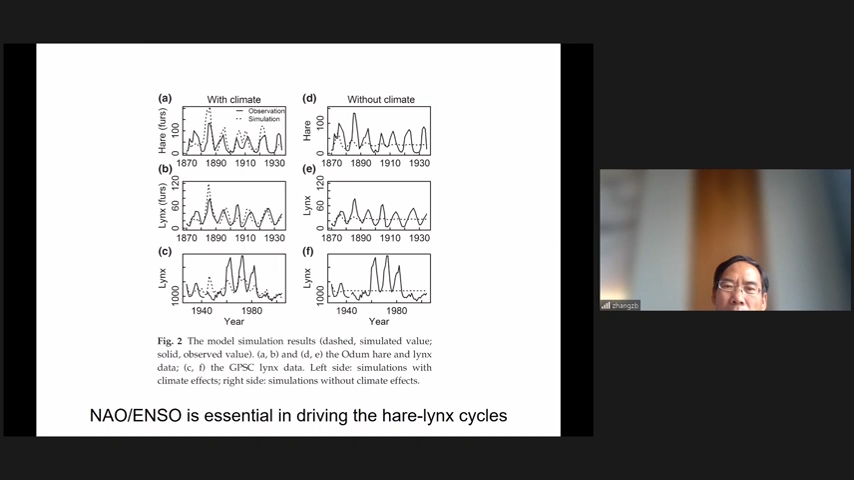 (a) With climate
Observation
Simulation
Hare (furs)
0 100
1870 1890 1910 1930
(d) Without climate
Hare
0 100
1870 1890 1910 1930
(b)
Lynx (furs)
0 60 120
1870 1890 1910 1930
(e)
Lynx
0 60 120
1870 1890 1910 1930
(c)
Lynx
1000
1940 1980
Year
(f)
Lynx
1000
1940 1980
Year
Fig. 2 The model simulation results (dashed, simulated value;
solid, observed value). (a, b) and (d, e) the Odum hare and lynx
data; (c, f) the GPSC lynx data. Left side: simulations with
climate effects; right side: simulations without climate effects.
NAO/ENSO is essential in driving the hare-lynx cycles
zhangzb